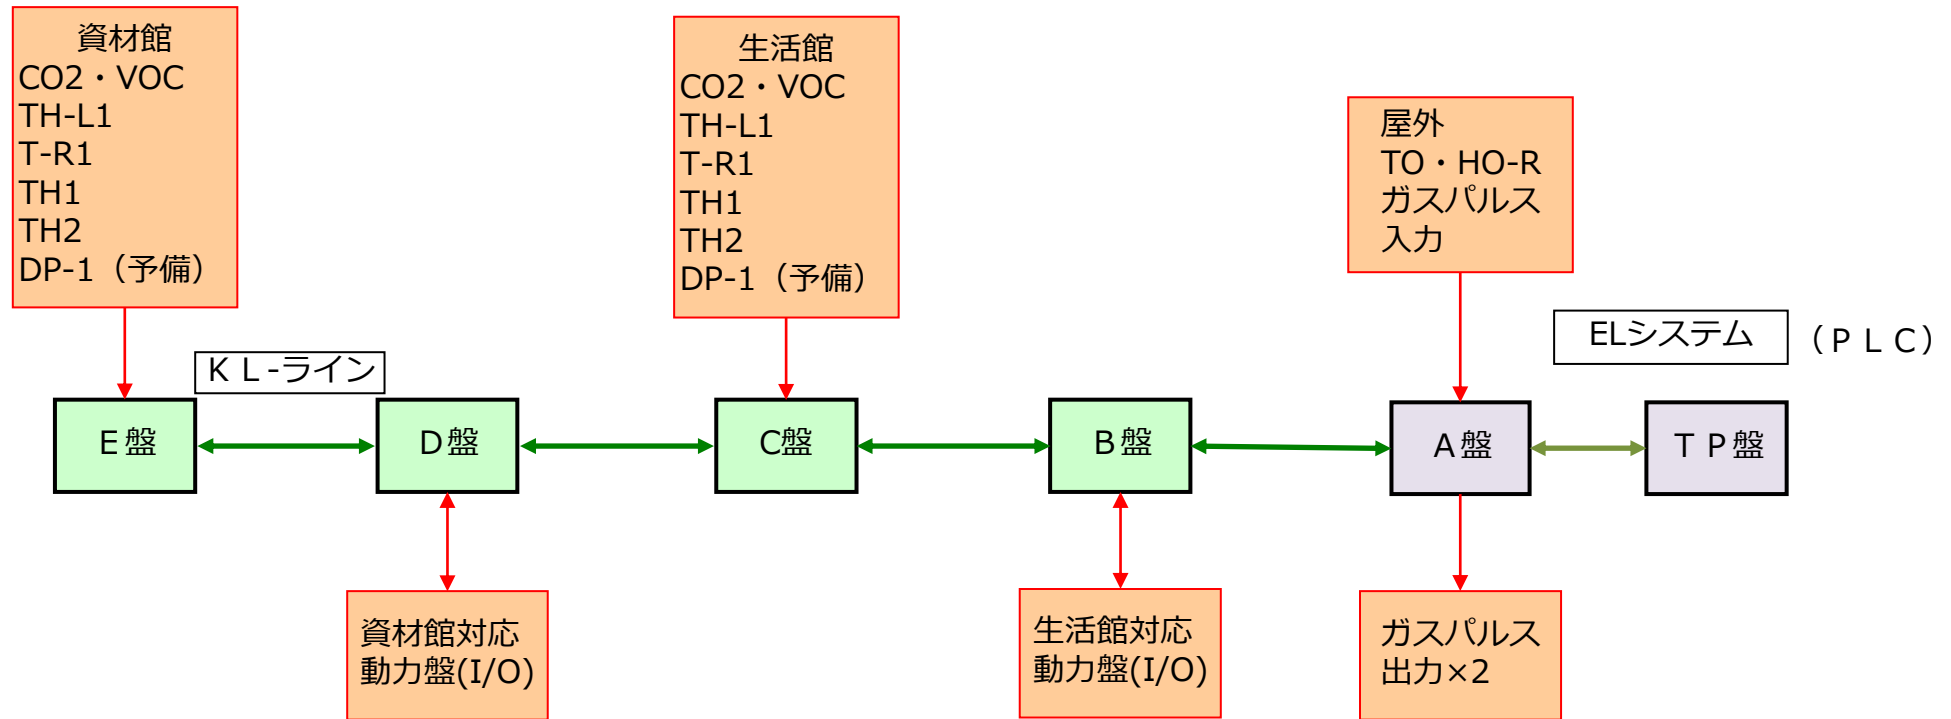 資材館
CO2・VOC
TH-L1
T-R1
TH1
TH2
DP-1（予備）
生活館
CO2・VOC
TH-L1
T-R1
TH1
TH2
DP-1（予備）
屋外
TO・HO-R
ガスパルス
入力
ELシステム
（ＰＬＣ）
ＫＬ-ライン
Ｅ盤
Ｄ盤
C盤
Ｂ盤
Ａ盤
ＴＰ盤
資材館対応
動力盤(I/O)
生活館対応
動力盤(I/O)
ガスパルス
出力×2